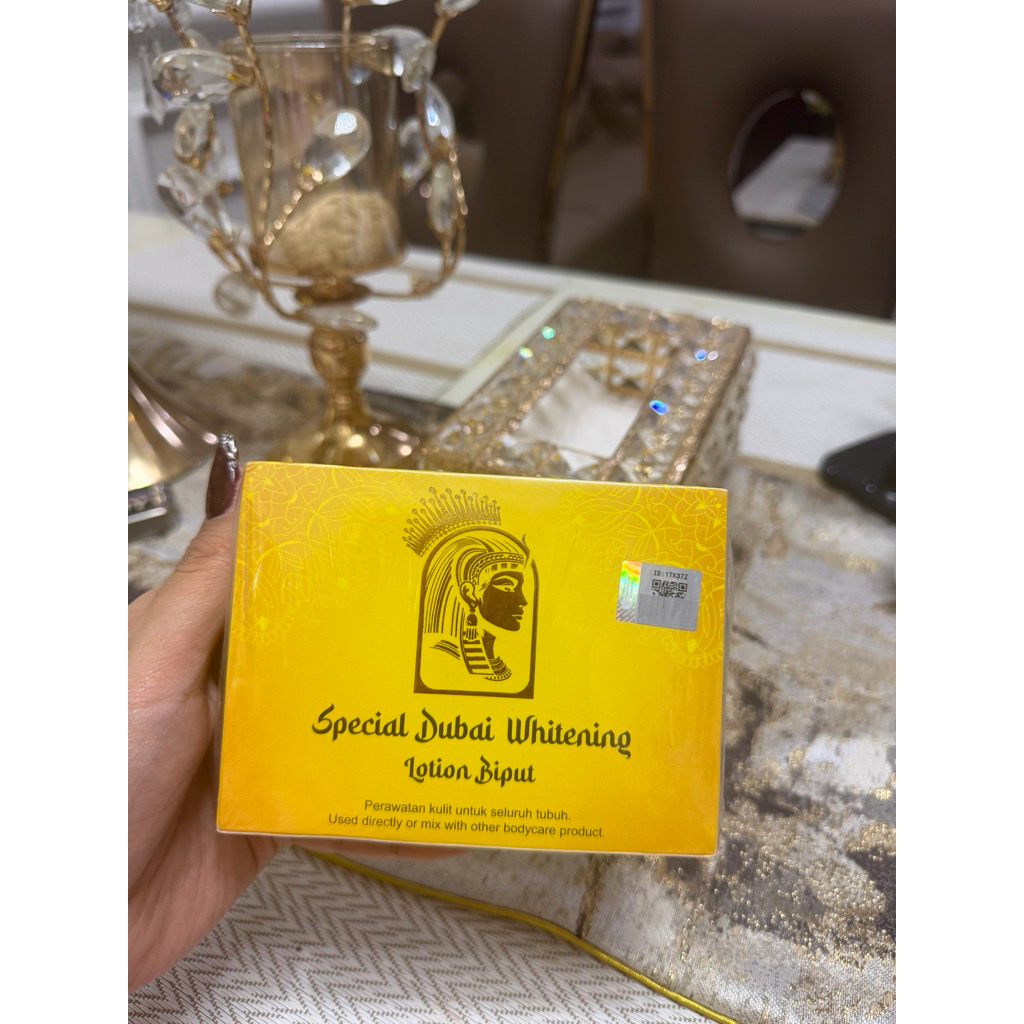 ID:1TK37Z
Special Dubai Whitening
Lotion Biput
Perawatan kulit untuk seluruh tubuh.
Used directly or mix with other bodycare product.